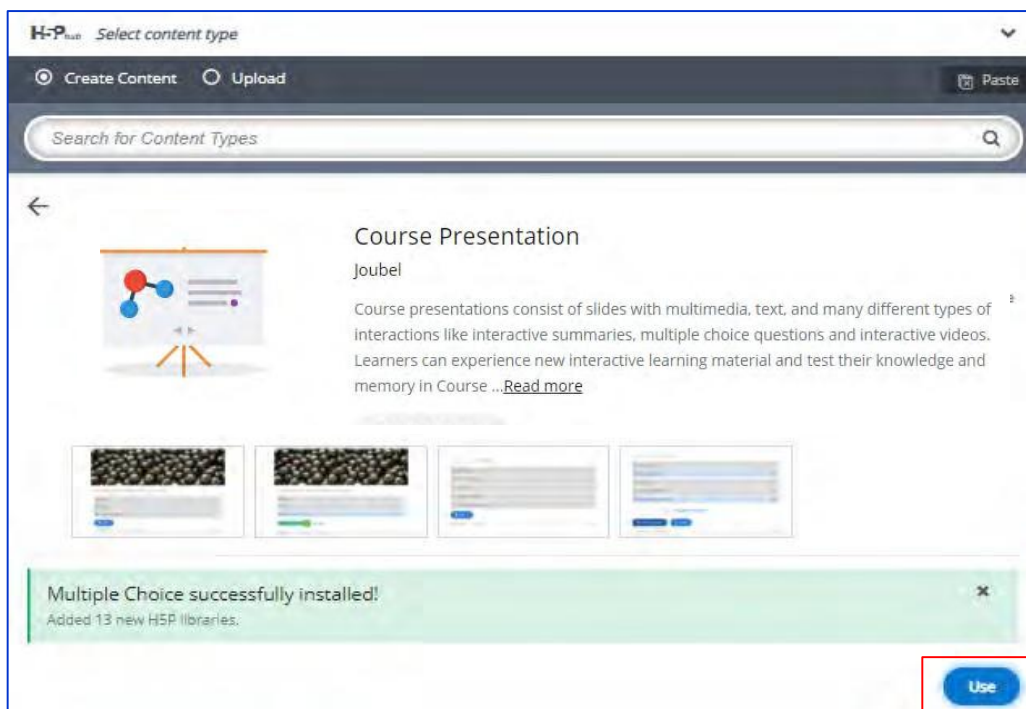 H5P hub Select content type
Create Content Upload Paste
Search for Content Types
Course Presentation
Joubel
Course presentations consist of slides with multimedia, text, and many different types of
interactions like interactive summaries, multiple choice questions and interactive videos.
Learners can experience new interactive learning material and test their knowledge and
memory in Course ...Read more
Multiple Choice successfully installed!
Added 13 new H5P libraries.
Use